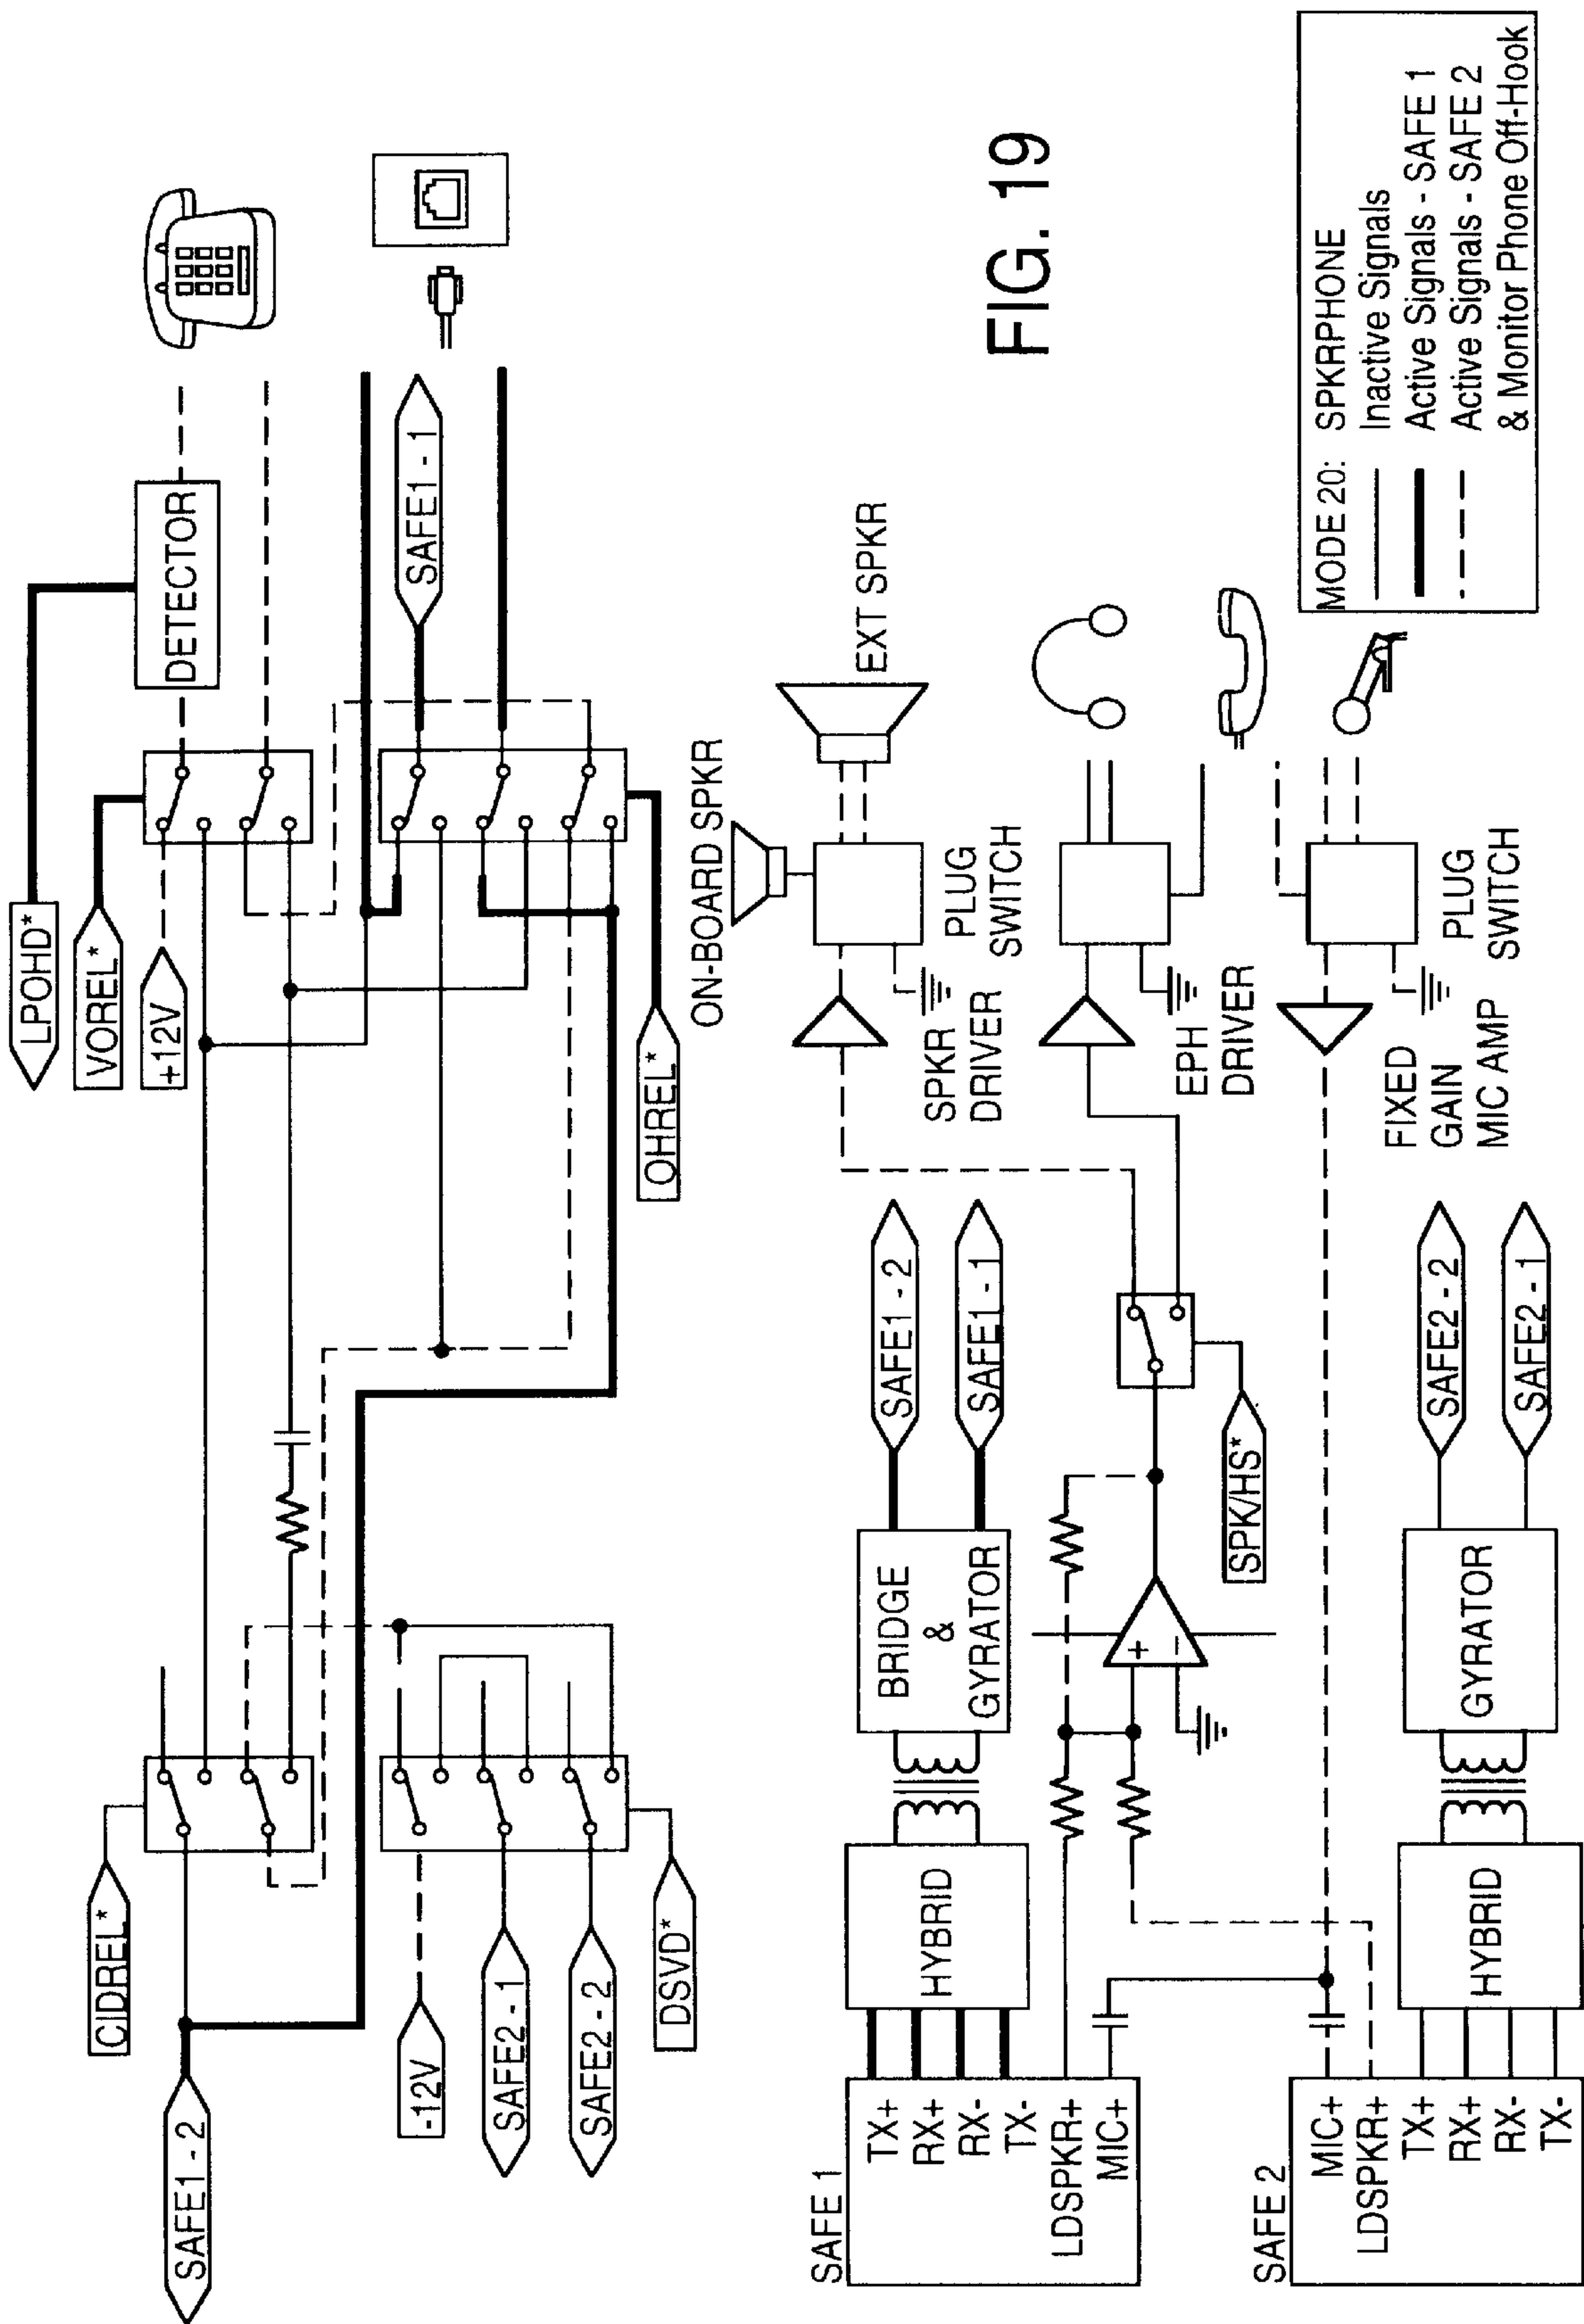 CIDREL*
SAFE1 - 2
-12V
SAFE2 - 1
SAFE2 - 2
DSVD*
LPOHD*
VOREL*
+12V
DETECTOR
SAFE1 - 1
OHREL*
ON-BOARD SPKR
EXT SPKR
SPKR
DRIVER
PLUG
SWITCH
EPH
DRIVER
FIXED
GAIN
MIC AMP
PLUG
SWITCH
SAFE 1
TX+
RX+
RX-
TX-
LDSPKR+
MIC+
HYBRID
BRIDGE
&
GYRATOR
SAFE1 - 2
SAFE1 - 1
+
−
SPK/HS*
SAFE 2
MIC+
LDSPKR+
TX+
RX+
RX-
TX-
HYBRID
GYRATOR
SAFE2 - 2
SAFE2 - 1
FIG. 19
MODE 20: SPKRPHONE
Inactive Signals
Active Signals - SAFE 1
Active Signals - SAFE 2
& Monitor Phone Off-Hook